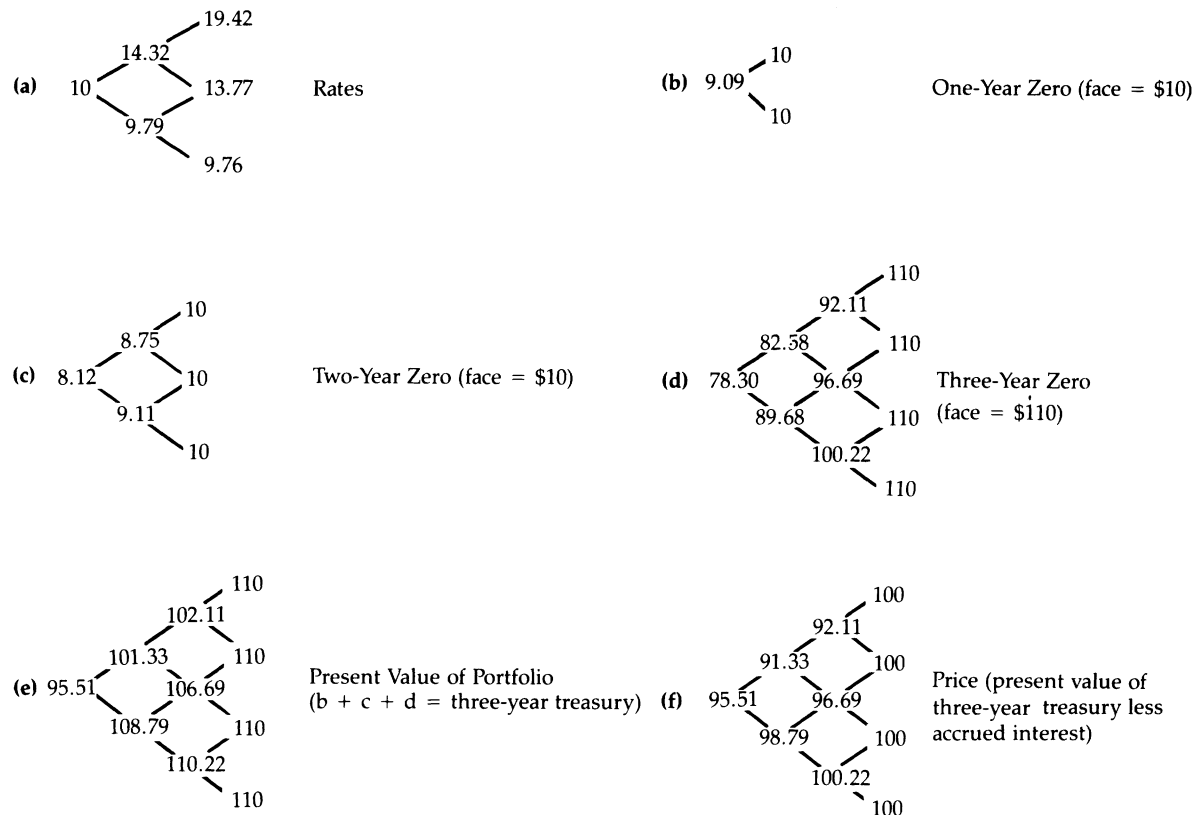 19.42
14.32
(a) 10 13.77 Rates
9.79
9.76
10
(b) 9.09 One-Year Zero (face = $10)
10
10
8.75
(c) 8.12 10 Two-Year Zero (face = $10)
9.11
10
110
92.11
82.58 110
(d) 78.30 96.69 Three-Year Zero
89.68 110 (face = $110)
100.22
110
110
102.11
101.33 110
(e) 95.51 106.69 Present Value of Portfolio
(b + c + d = three-year treasury)
108.79 110
110.22
110
100
92.11
91.33 100
(f) 95.51 96.69 Price (present value of
three-year treasury less
98.79 100 accrued interest)
100.22
100